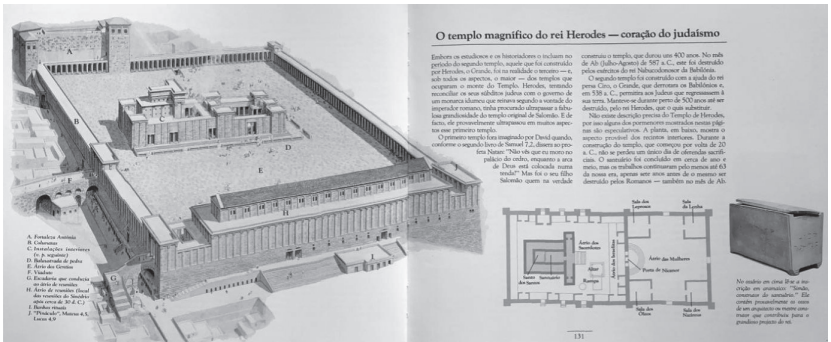 A
B
C
D
E
F
G
H
A. Fortaleza Antónia
B. Colunatas
C. Instalações interiores
(v. p. seguinte)
D. Balaustrada de pedra
E. Átrio dos Gentios
F. Viaduto
G. Escadaria que conduzia
ao átrio de reuniões
H. Átrio de reuniões (local
das reuniões do Sinédrio
após cerca de 30 d. C.)
I. Banhos rituais
J. "Pináculo", Mateus 4,5,
Lucas 4,9
O templo magnífico do rei Herodes — coração do judaísmo
Embora os estudiosos e os historiadores o incluam no
período do segundo templo, aquele que foi construído
por Herodes, o Grande, foi na realidade o terceiro — e,
sob todos os aspectos, o maior — dos templos que
ocuparam o monte do Templo. Herodes, tentando
reconciliar os seus súbditos judeus com o governo de
um monarca idumeu que reinava segundo a vontade do
imperador romano, tinha procurado ultrapassar a fabu-
losa grandiosidade do templo original de Salomão. E de
facto, ele provavelmente ultrapassou em muitos aspec-
tos esse primeiro templo.
O primeiro templo fora imaginado por David quando,
conforme o segundo livro de Samuel 7,2, dissera ao pro-
feta Natan: "Não vês que eu moro no
palácio do cedro, enquanto a arca
de Deus está colocada numa
tenda?" Mas foi o seu filho
Salomão quem na verdade
construiu o templo, que durou uns 400 anos. No mês
de Ab (Julho-Agosto) de 587 a. C., este foi destruído
pelos exércitos do rei Nabucodonosor da Babilónia.
O segundo templo foi construído com a ajuda do rei
persa Ciro, o Grande, que derrotara os Babilónios e,
em 538 a. C., permitira aos Judeus que regressassem à
sua terra. Manteve-se durante perto de 500 anos até ser
destruído, pelo rei Herodes, que o quis substituir.
Não existe descrição precisa do Templo de Herodes,
por isso alguns dos pormenores mostrados nestas pági-
nas são especulativos. A planta, em baixo, mostra o
aspecto provável dos recintos interiores. Durante a
construção do templo, que começou por volta de 20
a. C., não se perdeu um único dia de oferendas sacrifi-
ciais. O santuário foi concluído em cerca de ano e
meio, mas os trabalhos continuaram pelo menos até 63
da nossa era, apenas sete anos antes de o mesmo ser
destruído pelos Romanos — também no mês de Ab.
Sala dos
Leprosos
Sala
da Lenha
Átrio dos
Sacerdotes
Átrio dos Israelitas
Átrio das Mulheres
Porta de Nicanor
Santo
dos Santos
Santuário
Altar
Rampa
Sala dos
Óleos
Sala dos
Nazireus
No ossário em cima lê-se a ins-
crição em aramaico: "Simão,
construtor do santuário." Ele
contém provavelmente os ossos
de um arquitecto ou mestre cons-
trutor que contribuiu para o
grandioso projecto do rei.
131